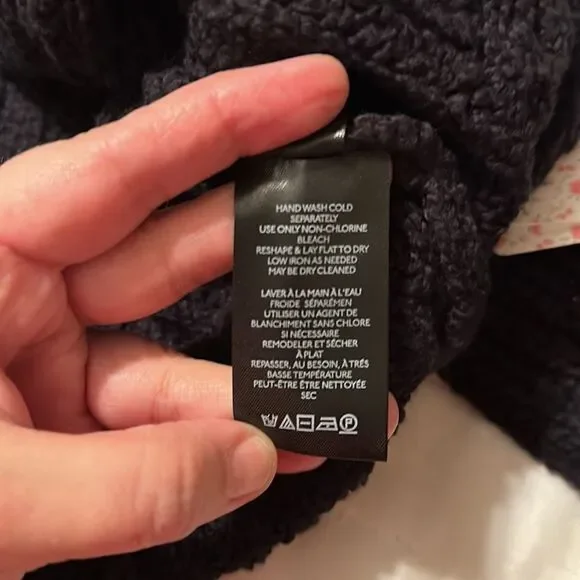 HAND WASH COLD
SEPARATELY
USE ONLY NON-CHLORINE
BLEACH
RESHAPE & LAY FLAT TO DRY
LOW IRON AS NEEDED
MAY BE DRY CLEANED
LAVER À LA MAIN À L'EAU
FROIDE SÉPARÉMEN
UTILISER UN AGENT DE
BLANCHIMENT SANS CHLORE
SI NÉCESSAIRE
REMODELER ET SÉCHER
À PLAT
REPASSER, AU BESOIN, À TRÉS
BASSE TEMPÉRATURE
PEUT-ÊTRE ÊTRE NETTOYÉE
SEC
P